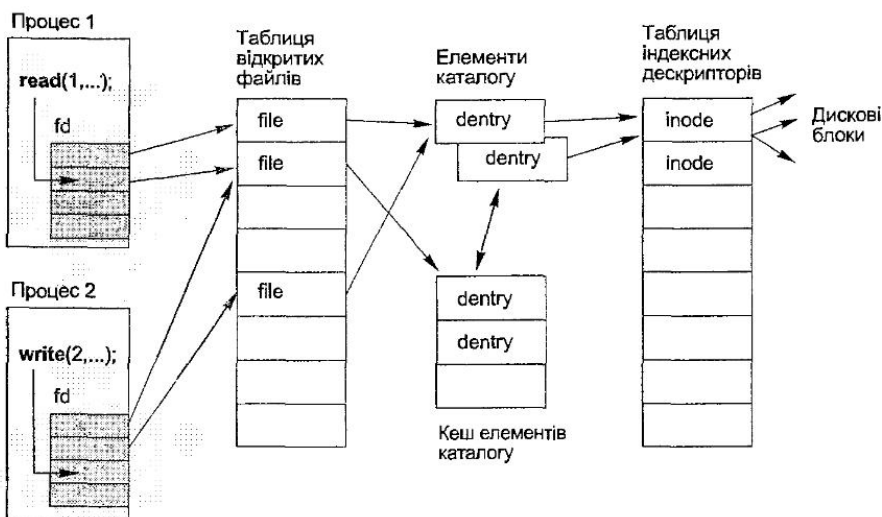 Процес 1
read(1,...);
fd
Процес 2
write(2,...);
fd
Таблиця
відкритих
файлів
file
file
file
Елементи
каталогу
dentry
dentry
dentry
dentry
Кеш елементів
каталогу
Таблиця
індексних
дескрипторів
inode
inode
Дискові
блоки